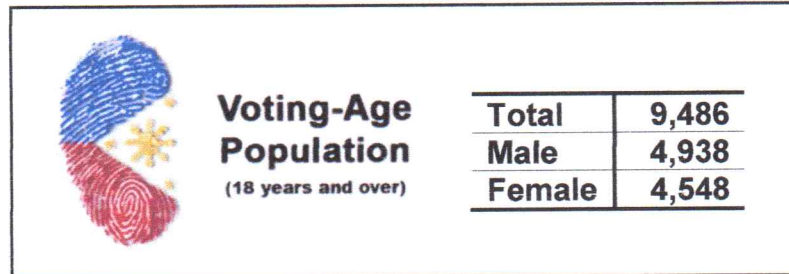 Voting-Age
Population
(18 years and over)
Total 9,486
Male 4,938
Female 4,548